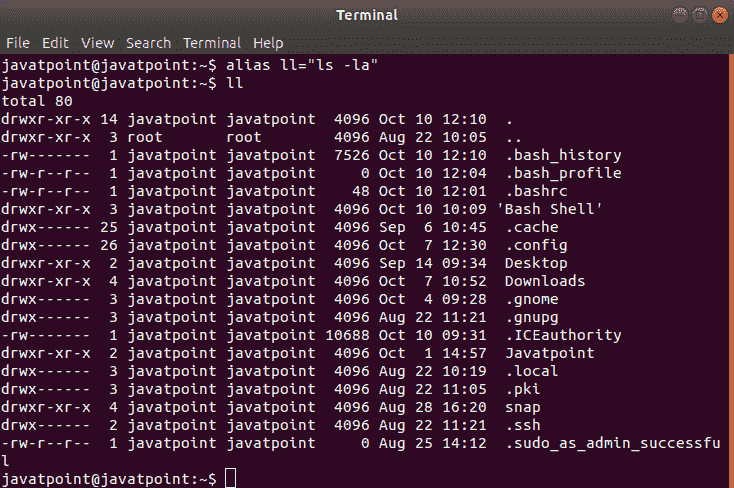 Terminal
File Edit View Search Terminal Help
javatpoint@javatpoint:~$ alias ll="ls -la"
javatpoint@javatpoint:~$ ll
total 80
drwxr-xr-x 14 javatpoint javatpoint  4096 Oct 10 12:10  .
drwxr-xr-x  3 root       root        4096 Aug 22 10:05  ..
-rw-------  1 javatpoint javatpoint  7526 Oct 10 12:10  .bash_history
-rw-r--r--  1 javatpoint javatpoint     0 Oct 10 12:04  .bash_profile
-rw-r--r--  1 javatpoint javatpoint    48 Oct 10 12:01  .bashrc
drwxr-xr-x  3 javatpoint javatpoint  4096 Oct 10 10:09 'Bash Shell'
drwx------ 25 javatpoint javatpoint  4096 Sep  6 10:45  .cache
drwx------ 26 javatpoint javatpoint  4096 Oct  7 12:30  .config
drwxr-xr-x  2 javatpoint javatpoint  4096 Sep 14 09:34  Desktop
drwxr-xr-x  4 javatpoint javatpoint  4096 Oct  7 10:52  Downloads
drwx------  3 javatpoint javatpoint  4096 Oct  4 09:28  .gnome
drwx------  3 javatpoint javatpoint  4096 Aug 22 11:21  .gnupg
-rw-------  1 javatpoint javatpoint 10688 Oct 10 09:31  .ICEauthority
drwxr-xr-x  2 javatpoint javatpoint  4096 Oct  1 14:57  Javatpoint
drwx------  3 javatpoint javatpoint  4096 Aug 22 10:19  .local
drwx------  3 javatpoint javatpoint  4096 Aug 22 11:05  .pki
drwxr-xr-x  4 javatpoint javatpoint  4096 Aug 28 16:20  snap
drwx------  2 javatpoint javatpoint  4096 Aug 22 11:21  .ssh
-rw-r--r--  1 javatpoint javatpoint     0 Aug 25 14:12  .sudo_as_admin_successfu
l
javatpoint@javatpoint:~$